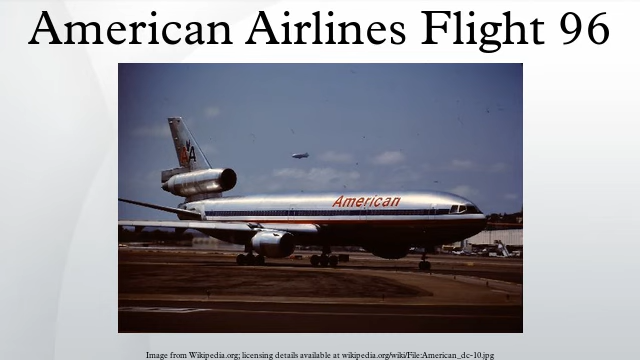 American Airlines Flight 96
AA
American
Image from Wikipedia.org; licensing details available at wikipedia.org/wiki/File:American_dc-10.jpg